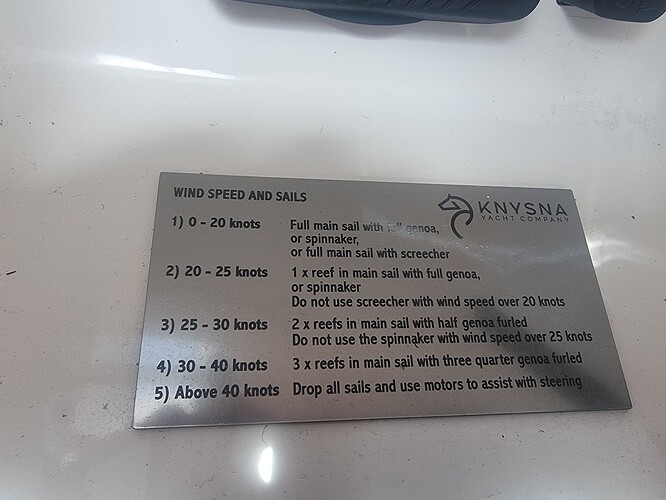 WIND SPEED AND SAILS
KNYSNA
YACHT COMPANY
1) 0 - 20 knots Full main sail with full genoa,
or spinnaker,
or full main sail with screecher
2) 20 - 25 knots 1 x reef in main sail with full genoa,
or spinnaker
Do not use screecher with wind speed over 20 knots
3) 25 - 30 knots 2 x reefs in main sail with half genoa furled
Do not use the spinnaker with wind speed over 25 knots
4) 30 - 40 knots 3 x reefs in main sail with three quarter genoa furled
5) Above 40 knots Drop all sails and use motors to assist with steering